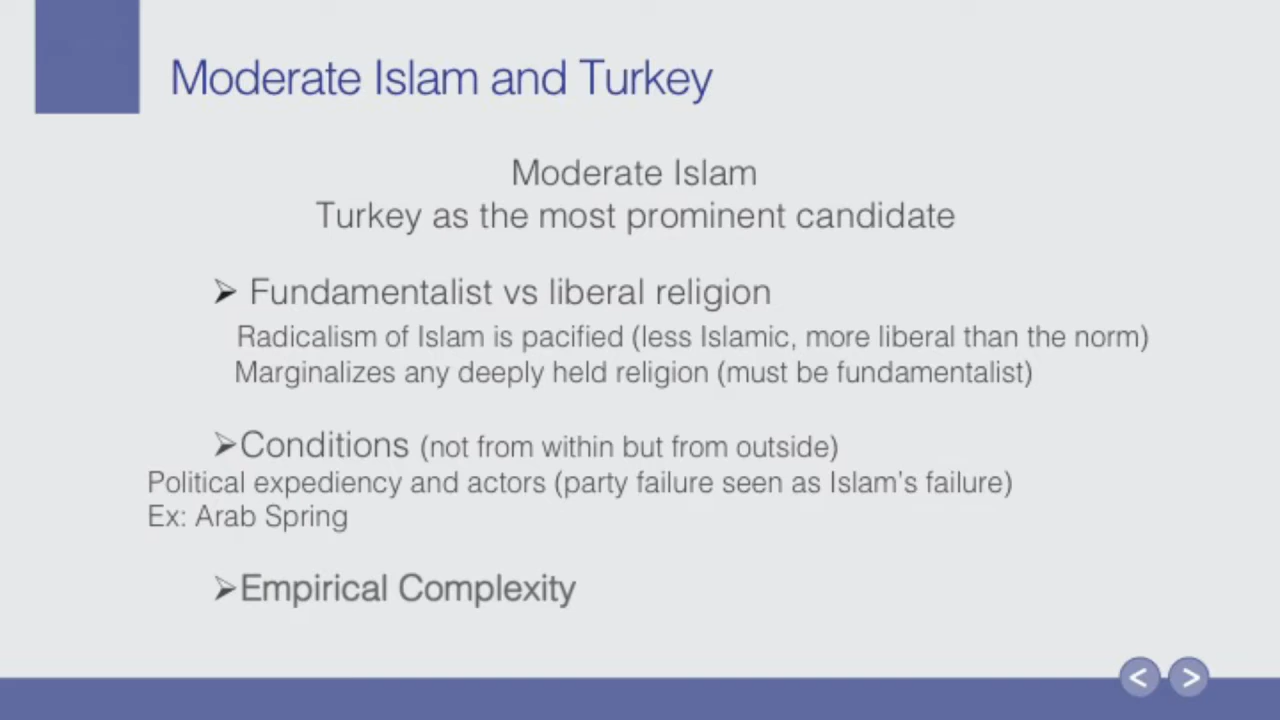 Moderate Islam and Turkey
Moderate Islam
Turkey as the most prominent candidate
➢ Fundamentalist vs liberal religion
Radicalism of Islam is pacified (less Islamic, more liberal than the norm)
Marginalizes any deeply held religion (must be fundamentalist)
➢Conditions (not from within but from outside)
Political expediency and actors (party failure seen as Islam's failure)
Ex: Arab Spring
➢Empirical Complexity
< >